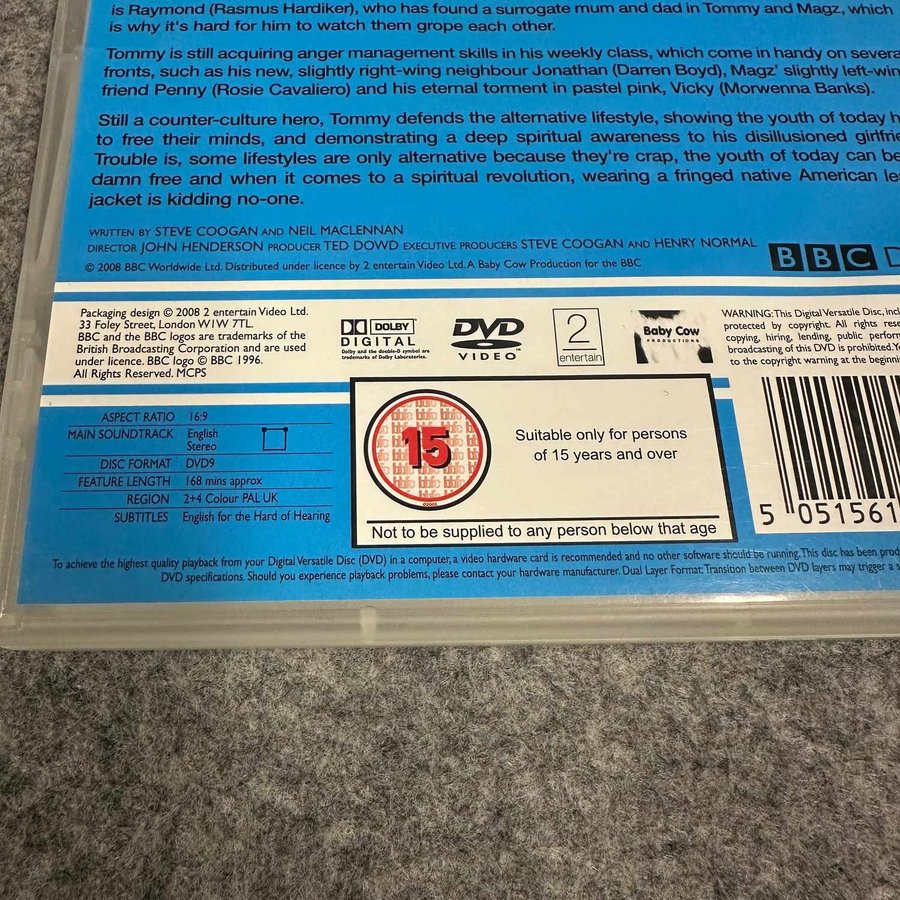 is Raymond (Rasmus Hardiker), who has found a surrogate mum and dad in Tommy and Magz, which
is why it's hard for him to watch them grope each other.
Tommy is still acquiring anger management skills in his weekly class, which come in handy on severa
fronts, such as his new, slightly right-wing neighbour Jonathan (Darren Boyd), Magz' slightly left-win
friend Penny (Rosie Cavaliero) and his eternal torment in pastel pink, Vicky (Morwenna Banks).
Still a counter-culture hero, Tommy defends the alternative lifestyle, showing the youth of today h
to free their minds, and demonstrating a deep spiritual awareness to his disillusioned girlfrie
Trouble is, some lifestyles are only alternative because they're crap, the youth of today can be
damn free and when it comes to a spiritual revolution, wearing a fringed native American le
jacket is kidding no-one.
WRITTEN BY STEVE COOGAN AND NEIL MACLENNAN
DIRECTOR JOHN HENDERSON PRODUCER TED DOWD EXECUTIVE PRODUCERS STEVE COOGAN AND HENRY NORMAL
© 2008 BBC Worldwide Ltd. Distributed under licence by 2 entertain Video Ltd. A Baby Cow Production for the BBC
BBC D
Packaging design © 2008 2 entertain Video Ltd.
33 Foley Street, London W1W 7TL.
BBC and the BBC logos are trademarks of the
British Broadcasting Corporation and are used
under licence. BBC logo © BBC 1996.
All Rights Reserved. MCPS
DOLBY
DIGITAL
Dolby and the double-D symbol are
trademarks of Dolby Laboratories.
DVD
VIDEO
2
entertain
Baby Cow
PRODUCTIONS
WARNING: This Digital Versatile Disc, incl
protected by copyright. All rights rese
copying, hiring, lending, public perform
broadcasting of this DVD is prohibited. Yo
to the copyright warning at the beginnin
ASPECT RATIO 16:9
MAIN SOUNDTRACK English
Stereo
DISC FORMAT DVD9
FEATURE LENGTH 168 mins approx
REGION 2+4 Colour PAL UK
SUBTITLES English for the Hard of Hearing
bbfc
15
Suitable only for persons
of 15 years and over
Not to be supplied to any person below that age
5 051561
To achieve the highest quality playback from your Digital Versatile Disc (DVD) in a computer, a video hardware card is recommended and no other software should be running. This disc has been prod
DVD specifications. Should you experience playback problems, please contact your hardware manufacturer. Dual Layer Format: Transition between DVD layers may trigger a s